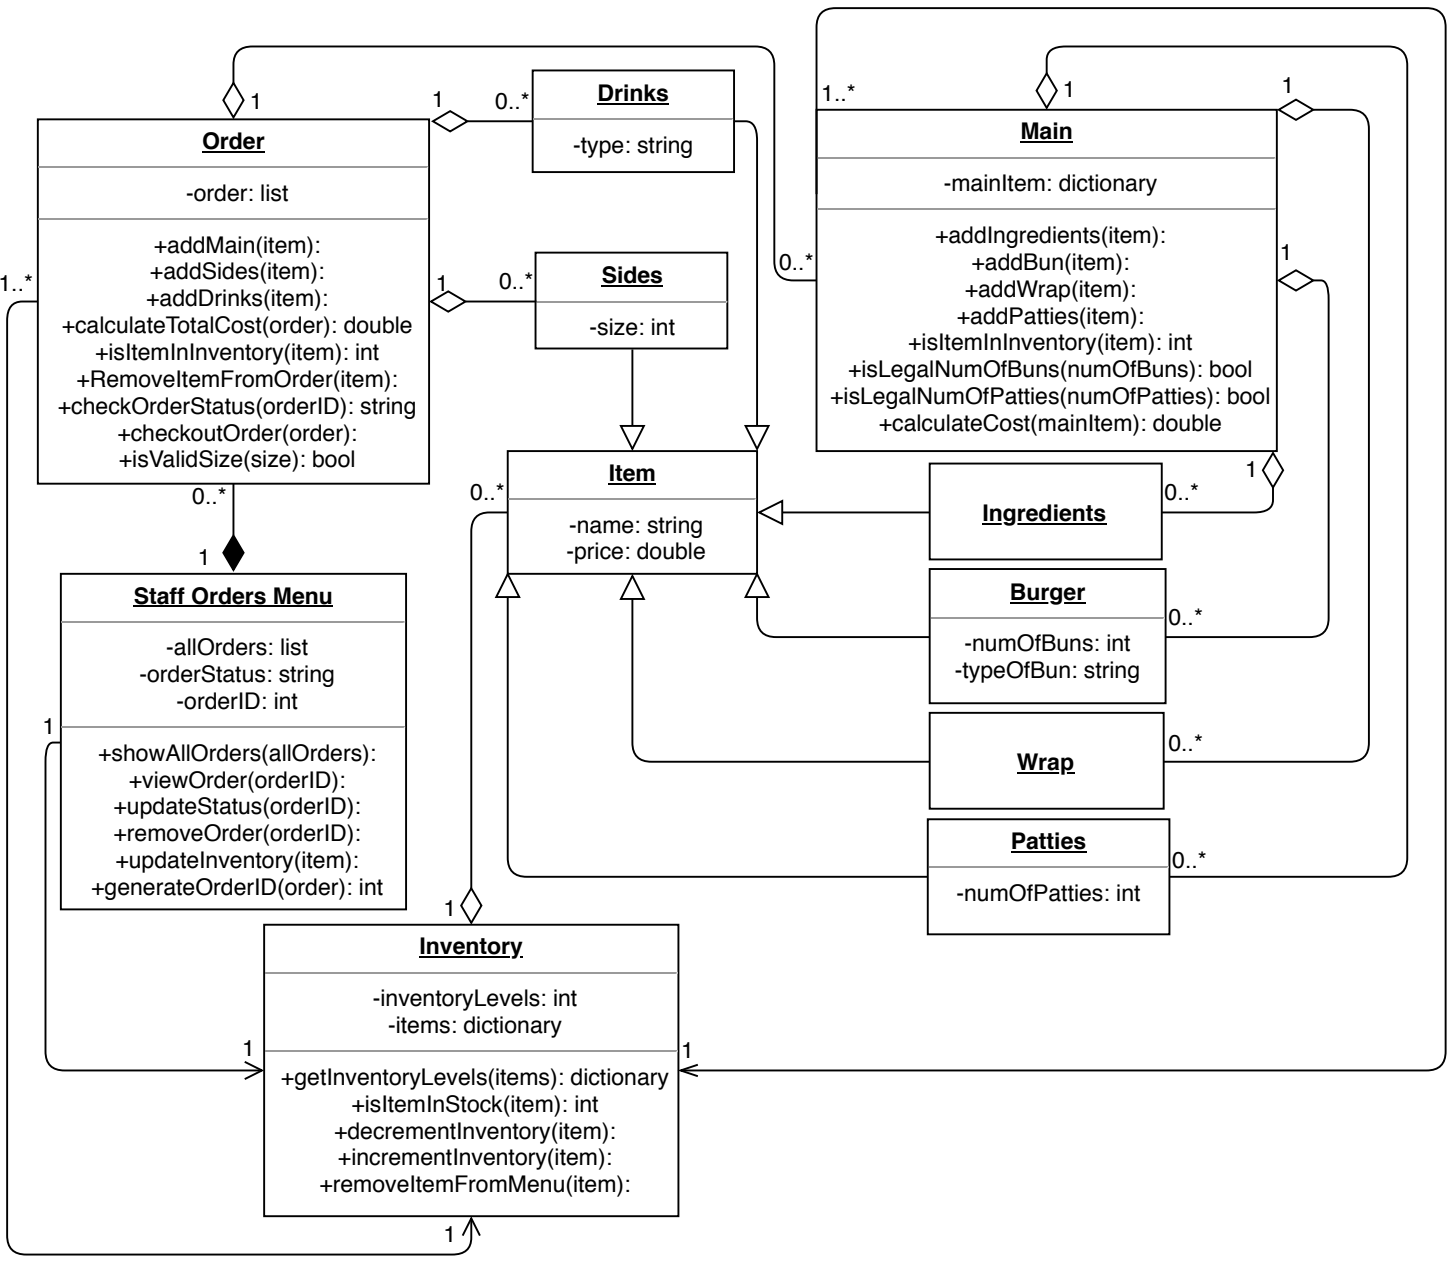 Order
-order: list
+addMain(item):
+addSides(item):
+addDrinks(item):
+calculateTotalCost(order): double
+isItemInInventory(item): int
+RemoveItemFromOrder(item):
+checkOrderStatus(orderID): string
+checkoutOrder(order):
+isValidSize(size): bool
1
1
0..*
1
0..*
1..*
0..*
1
Drinks
-type: string
Sides
-size: int
Main
-mainItem: dictionary
+addIngredients(item):
+addBun(item):
+addWrap(item):
+addPatties(item):
+isItemInInventory(item): int
+isLegalNumOfBuns(numOfBuns): bool
+isLegalNumOfPatties(numOfPatties): bool
+calculateCost(mainItem): double
1..*
1
1
1
0..*
1
Item
-name: string
-price: double
0..*
Ingredients
0..*
Burger
-numOfBuns: int
-typeOfBun: string
0..*
Wrap
0..*
Patties
-numOfPatties: int
0..*
Staff Orders Menu
-allOrders: list
-orderStatus: string
-orderID: int
+showAllOrders(allOrders):
+viewOrder(orderID):
+updateStatus(orderID):
+removeOrder(orderID):
+updateInventory(item):
+generateOrderID(order): int
1
1
Inventory
-inventoryLevels: int
-items: dictionary
+getInventoryLevels(items): dictionary
+isItemInStock(item): int
+decrementInventory(item):
+incrementInventory(item):
+removeItemFromMenu(item):
1
1
1